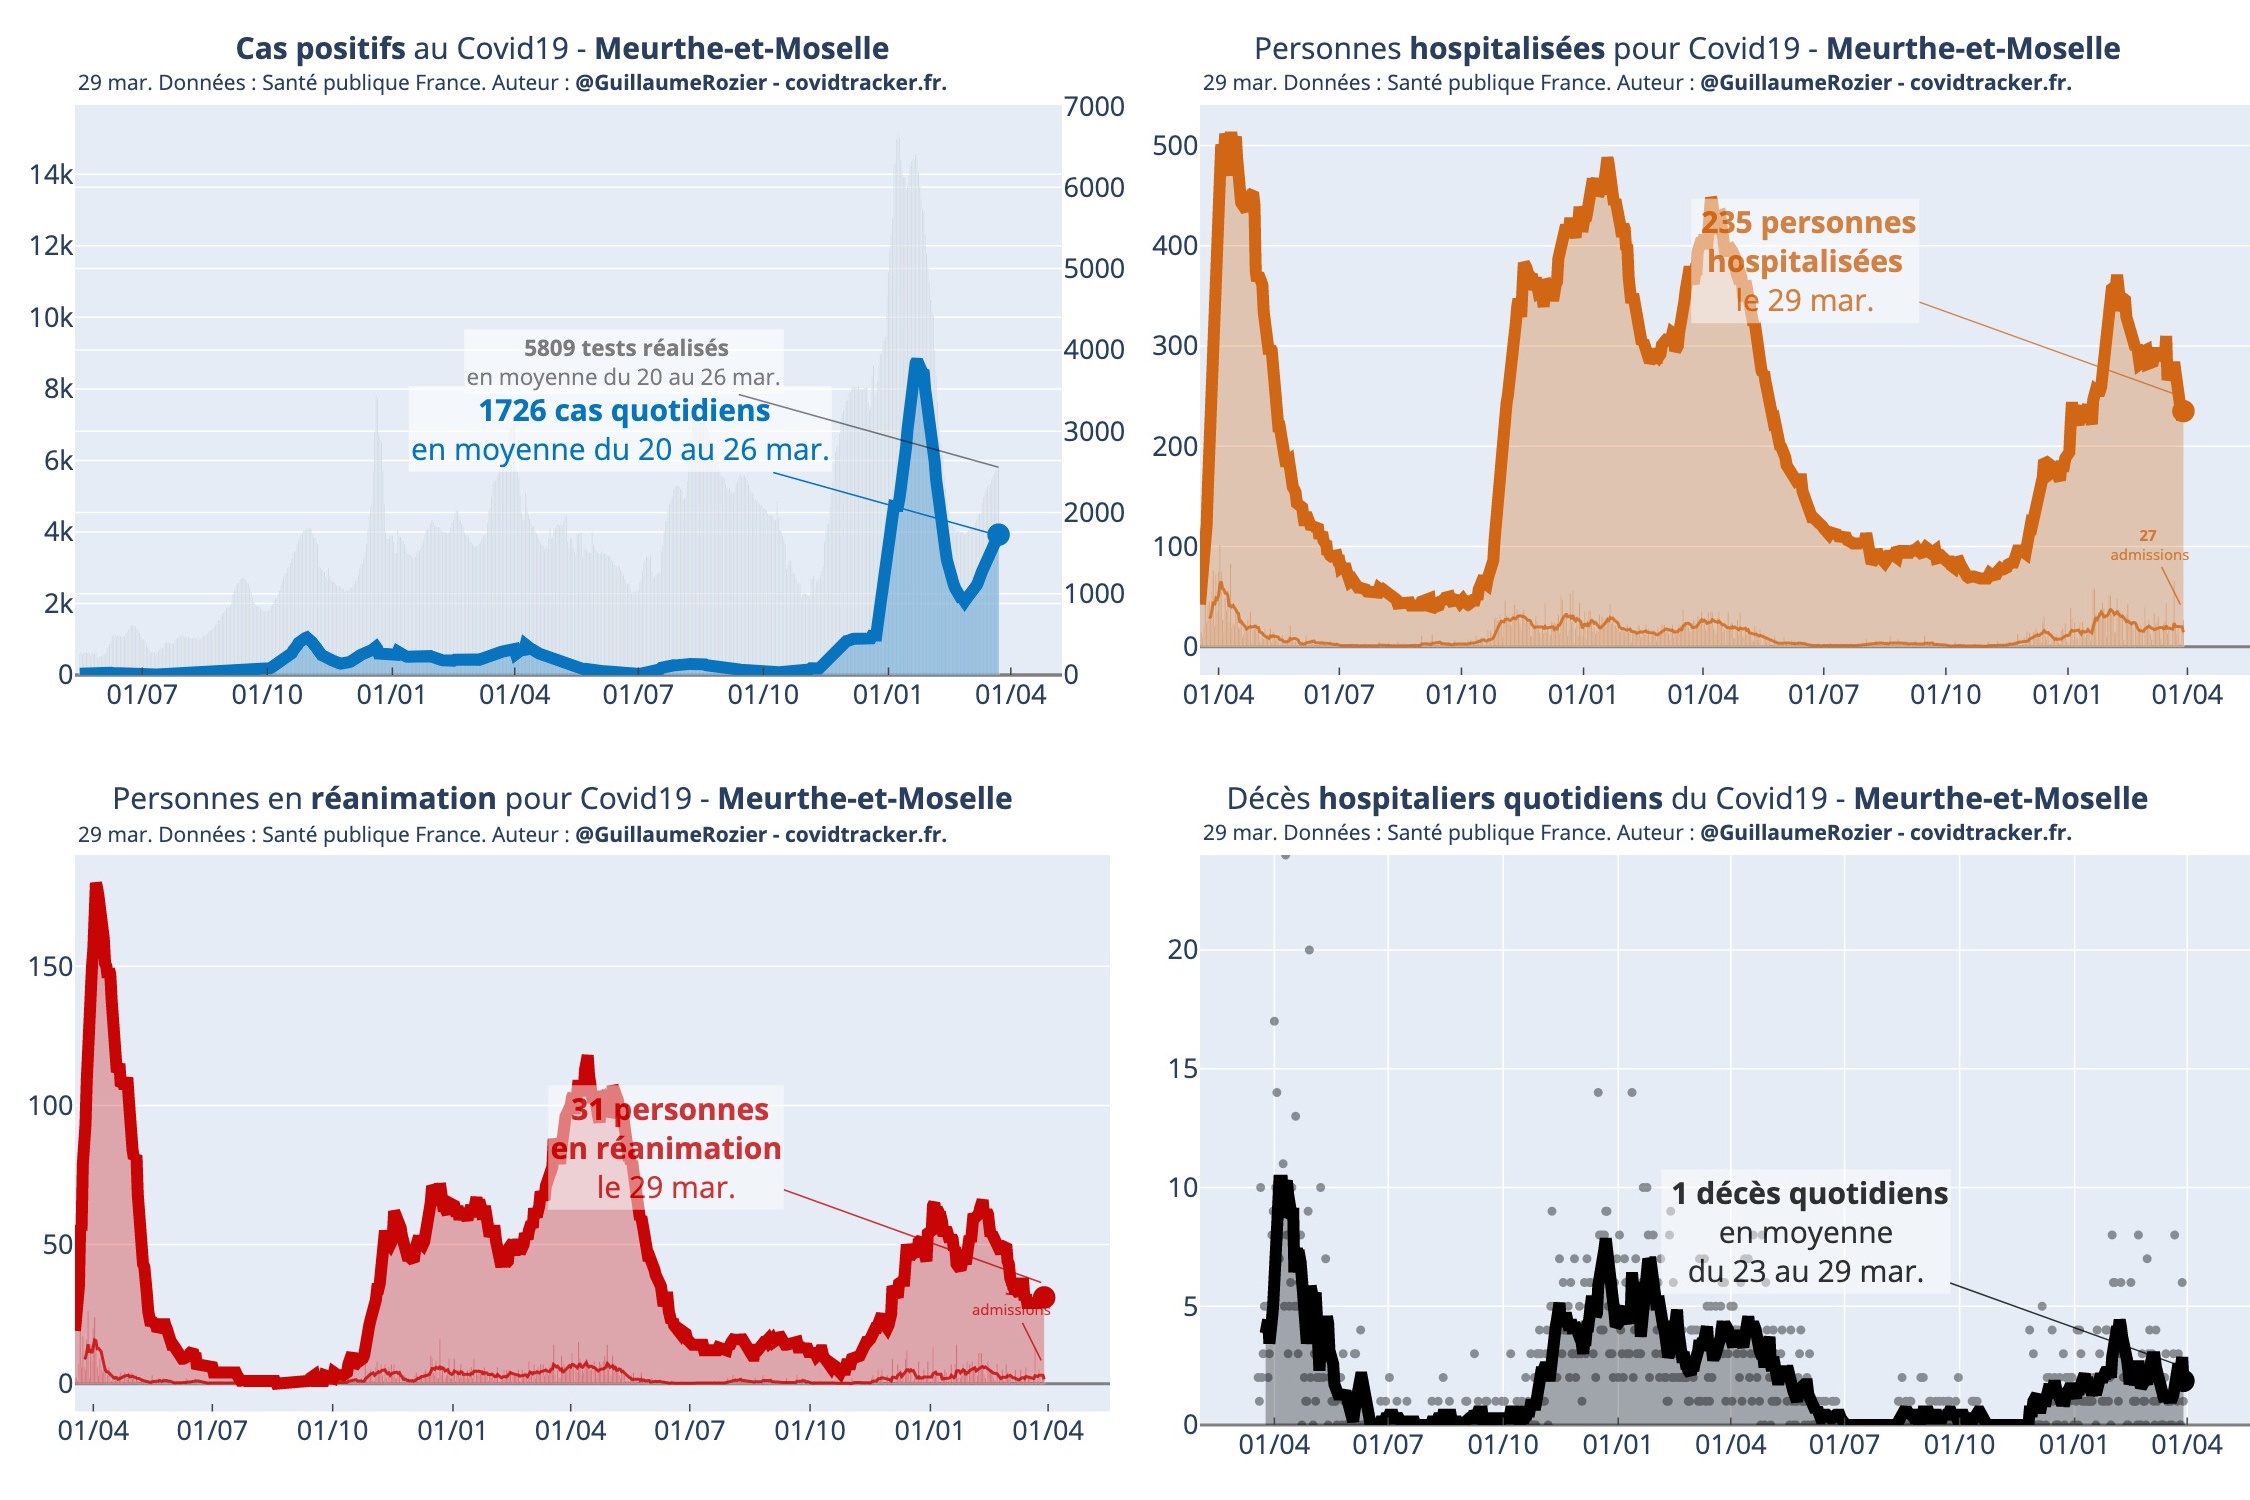 Cas positifs au Covid19 - Meurthe-et-Moselle
29 mar. Données : Santé publique France. Auteur : @GuillaumeRozier - covidtracker.fr.
7000
14k
6000
12k
5000
10k
5809 tests réalisés
4000
en moyenne du 20 au 26 mar.
8k
1726 cas quotidiens
3000
en moyenne du 20 au 26 mar.
6k
2000
4k
1000
2k
0
0
01/07 01/10 01/01 01/04 01/07 01/10 01/01 01/04
Personnes hospitalisées pour Covid19 - Meurthe-et-Moselle
29 mar. Données : Santé publique France. Auteur : @GuillaumeRozier - covidtracker.fr.
500
235 personnes
400
hospitalisées
le 29 mar.
300
200
27
100
admissions
0
01/04 01/07 01/10 01/01 01/04 01/07 01/10 01/01 01/04
Personnes en réanimation pour Covid19 - Meurthe-et-Moselle
29 mar. Données : Santé publique France. Auteur : @GuillaumeRozier - covidtracker.fr.
150
100
31 personnes
en réanimation
le 29 mar.
50
admissions
0
01/04 01/07 01/10 01/01 01/04 01/07 01/10 01/01 01/04
Décès hospitaliers quotidiens du Covid19 - Meurthe-et-Moselle
29 mar. Données : Santé publique France. Auteur : @GuillaumeRozier - covidtracker.fr.
20
15
10
1 décès quotidiens
en moyenne
du 23 au 29 mar.
5
0
01/04 01/07 01/10 01/01 01/04 01/07 01/10 01/01 01/04